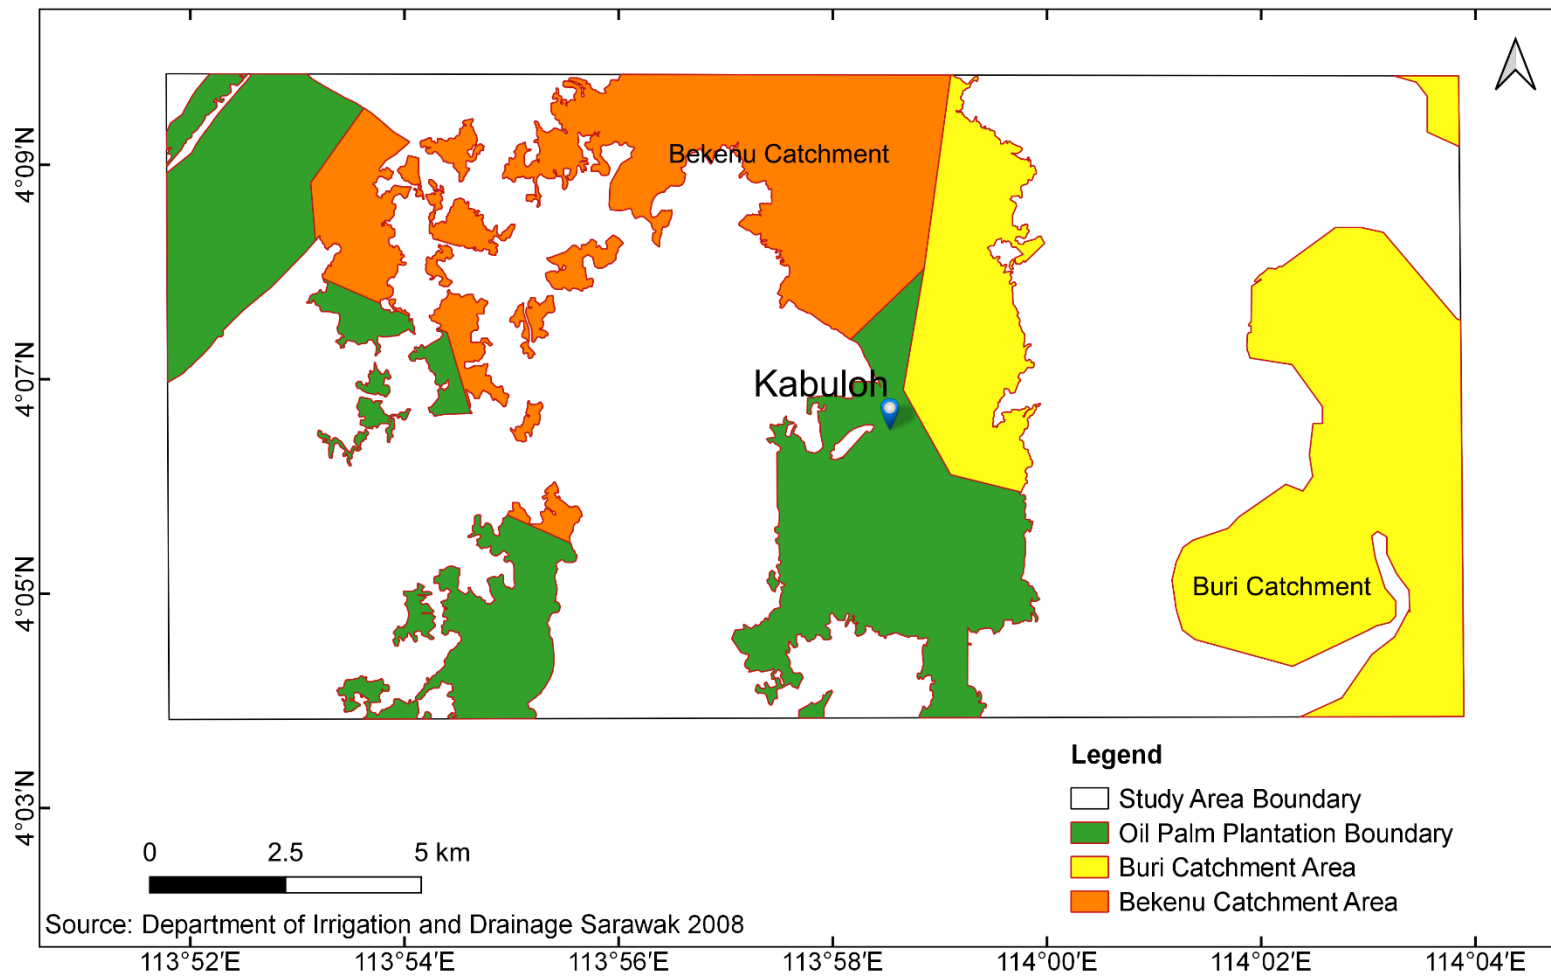 4°09′N
4°07′N
4°05′N
4°03′N
Bekenu Catchment
Kabuloh
Buri Catchment
Legend
Study Area Boundary
Oil Palm Plantation Boundary
Buri Catchment Area
Bekenu Catchment Area
0 2.5 5 km
Source: Department of Irrigation and Drainage Sarawak 2008
113°52′E 113°54′E 113°56′E 113°58′E 114°00′E 114°02′E 114°04′E